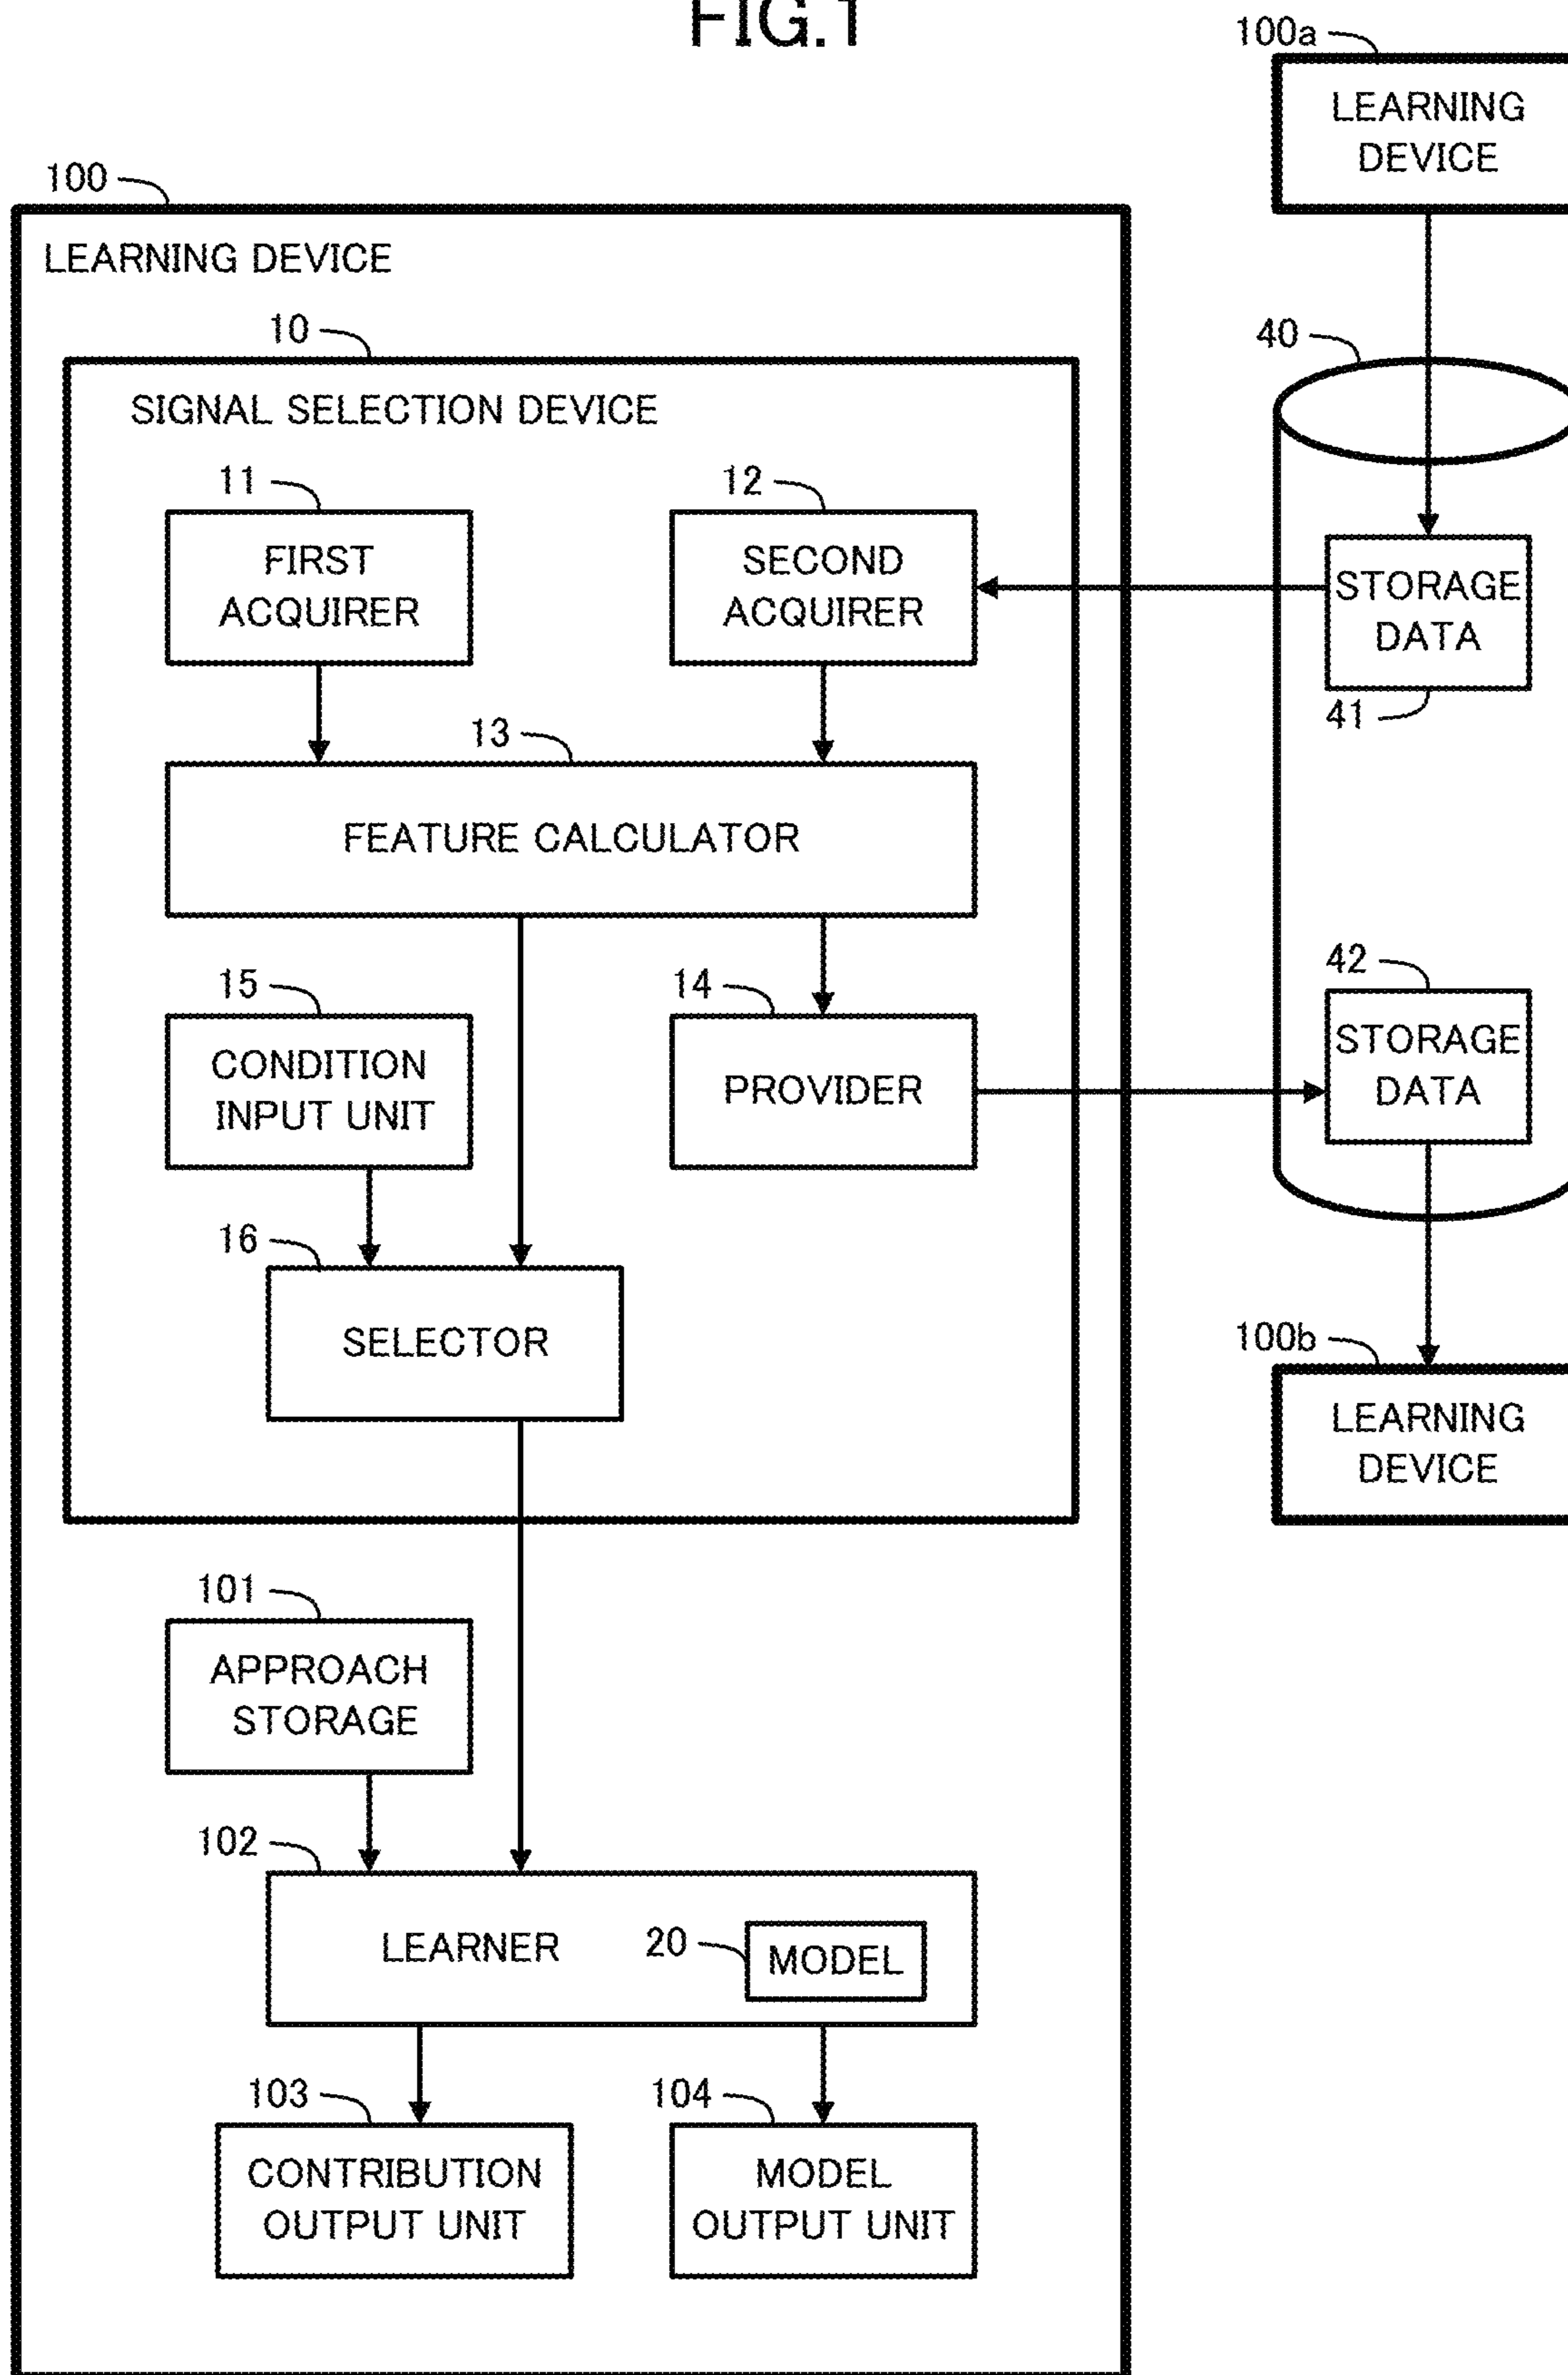 FIG.1
100a
LEARNING
DEVICE
100
LEARNING DEVICE
10
40
SIGNAL SELECTION DEVICE
11
12
FIRST
ACQUIRER
SECOND
ACQUIRER
STORAGE
DATA
41
13
FEATURE CALCULATOR
15
14
42
CONDITION
INPUT UNIT
PROVIDER
STORAGE
DATA
16
SELECTOR
100b
LEARNING
DEVICE
101
APPROACH
STORAGE
102
LEARNER
20
MODEL
103
104
CONTRIBUTION
OUTPUT UNIT
MODEL
OUTPUT UNIT